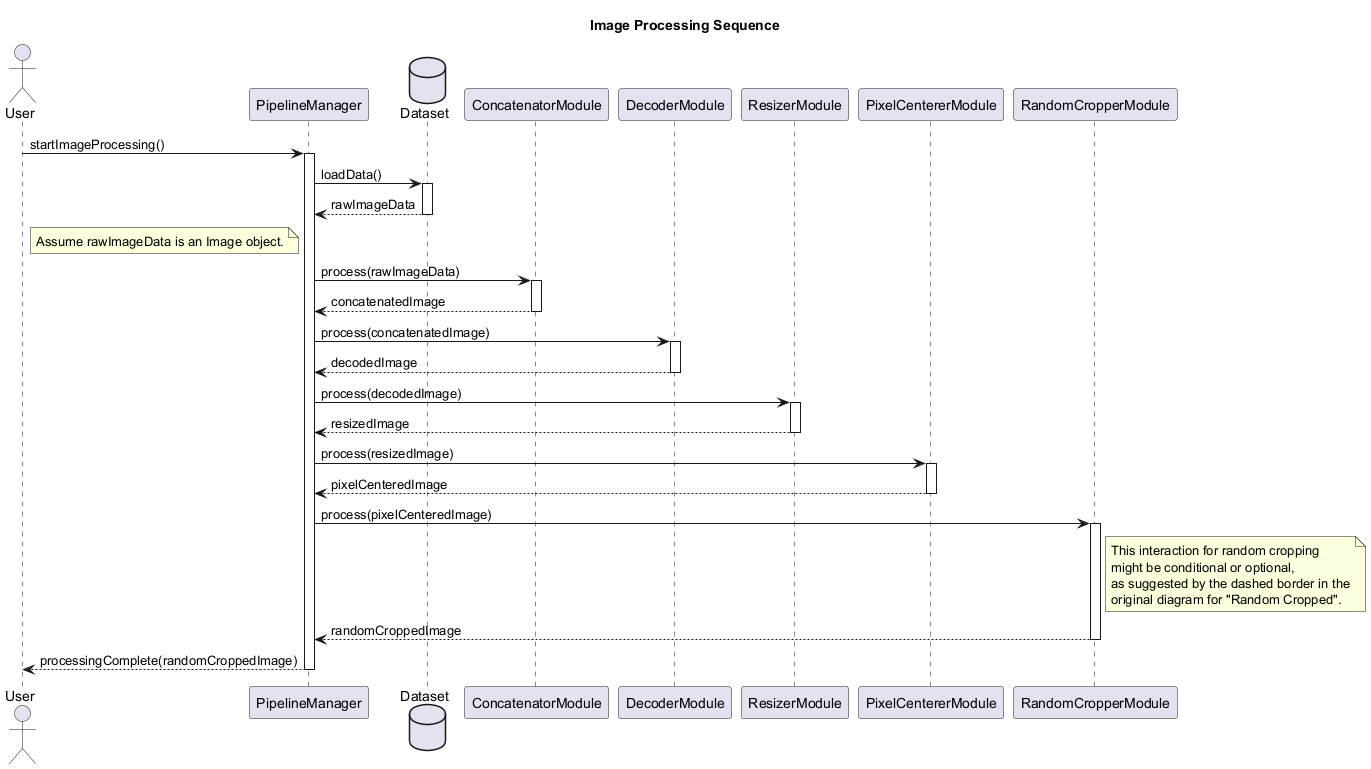 Image Processing Sequence
User
PipelineManager
Dataset
ConcatenatorModule
DecoderModule
ResizerModule
PixelCentererModule
RandomCropperModule
startImageProcessing()
loadData()
rawImageData
Assume rawImageData is an Image object.
process(rawImageData)
concatenatedImage
process(concatenatedImage)
decodedImage
process(decodedImage)
resizedImage
process(resizedImage)
pixelCenteredImage
process(pixelCenteredImage)
This interaction for random cropping
might be conditional or optional,
as suggested by the dashed border in the
original diagram for "Random Cropped".
randomCroppedImage
processingComplete(randomCroppedImage)
User
PipelineManager
Dataset
ConcatenatorModule
DecoderModule
ResizerModule
PixelCentererModule
RandomCropperModule